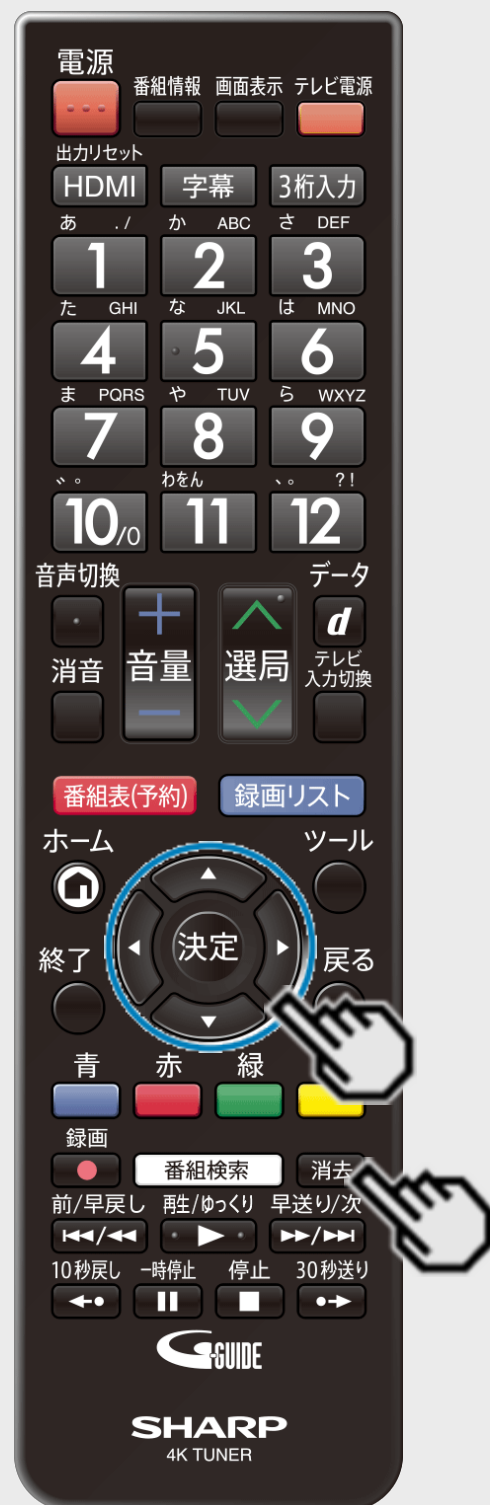 電源
番組情報 画面表示 テレビ電源
出力リセット
HDMI 字幕 3桁入力
あ ./ か ABC さ DEF
1 2 3
た GHI な JKL は MNO
4 5 6
ま PQRS や TUV ら WXYZ
7 8 9
゛゜ わをん 、。 ?!
10/0 11 12
音声切換 データ
+ d
消音 音量 選局 テレビ
入力切換
−
番組表(予約) 録画リスト
ホーム ツール
決定
終了 戻る
青 赤 緑
録画
番組検索 消去
前/早戻し 再生/ゆっくり 早送り/次
10秒戻し 一時停止 停止 30秒送り
G-GUIDE
SHARP
4K TUNER